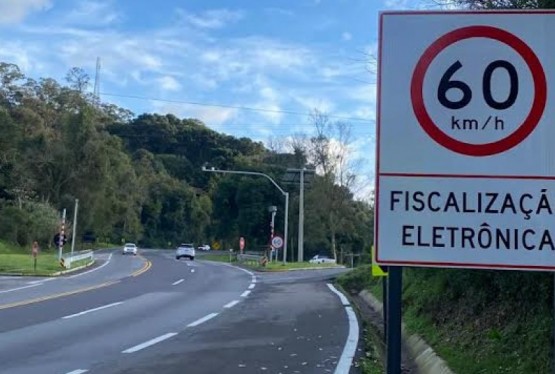 60
km/h
FISCALIZAÇÃ
ELETRÔNICA